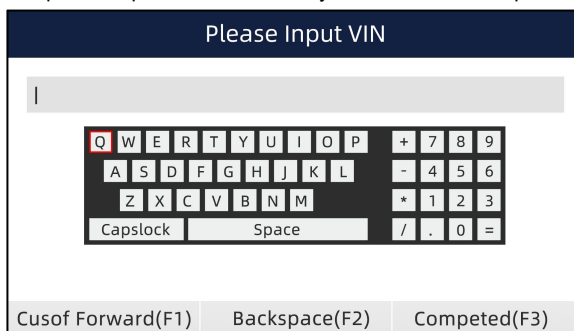 Please Input VIN
|
Q W E R T Y U I O P + 7 8 9
A S D F G H J K L - 4 5 6
Z X C V B N M * 1 2 3
Capslock Space / . 0 =
Cusof Forward(F1) Backspace(F2) Competed(F3)